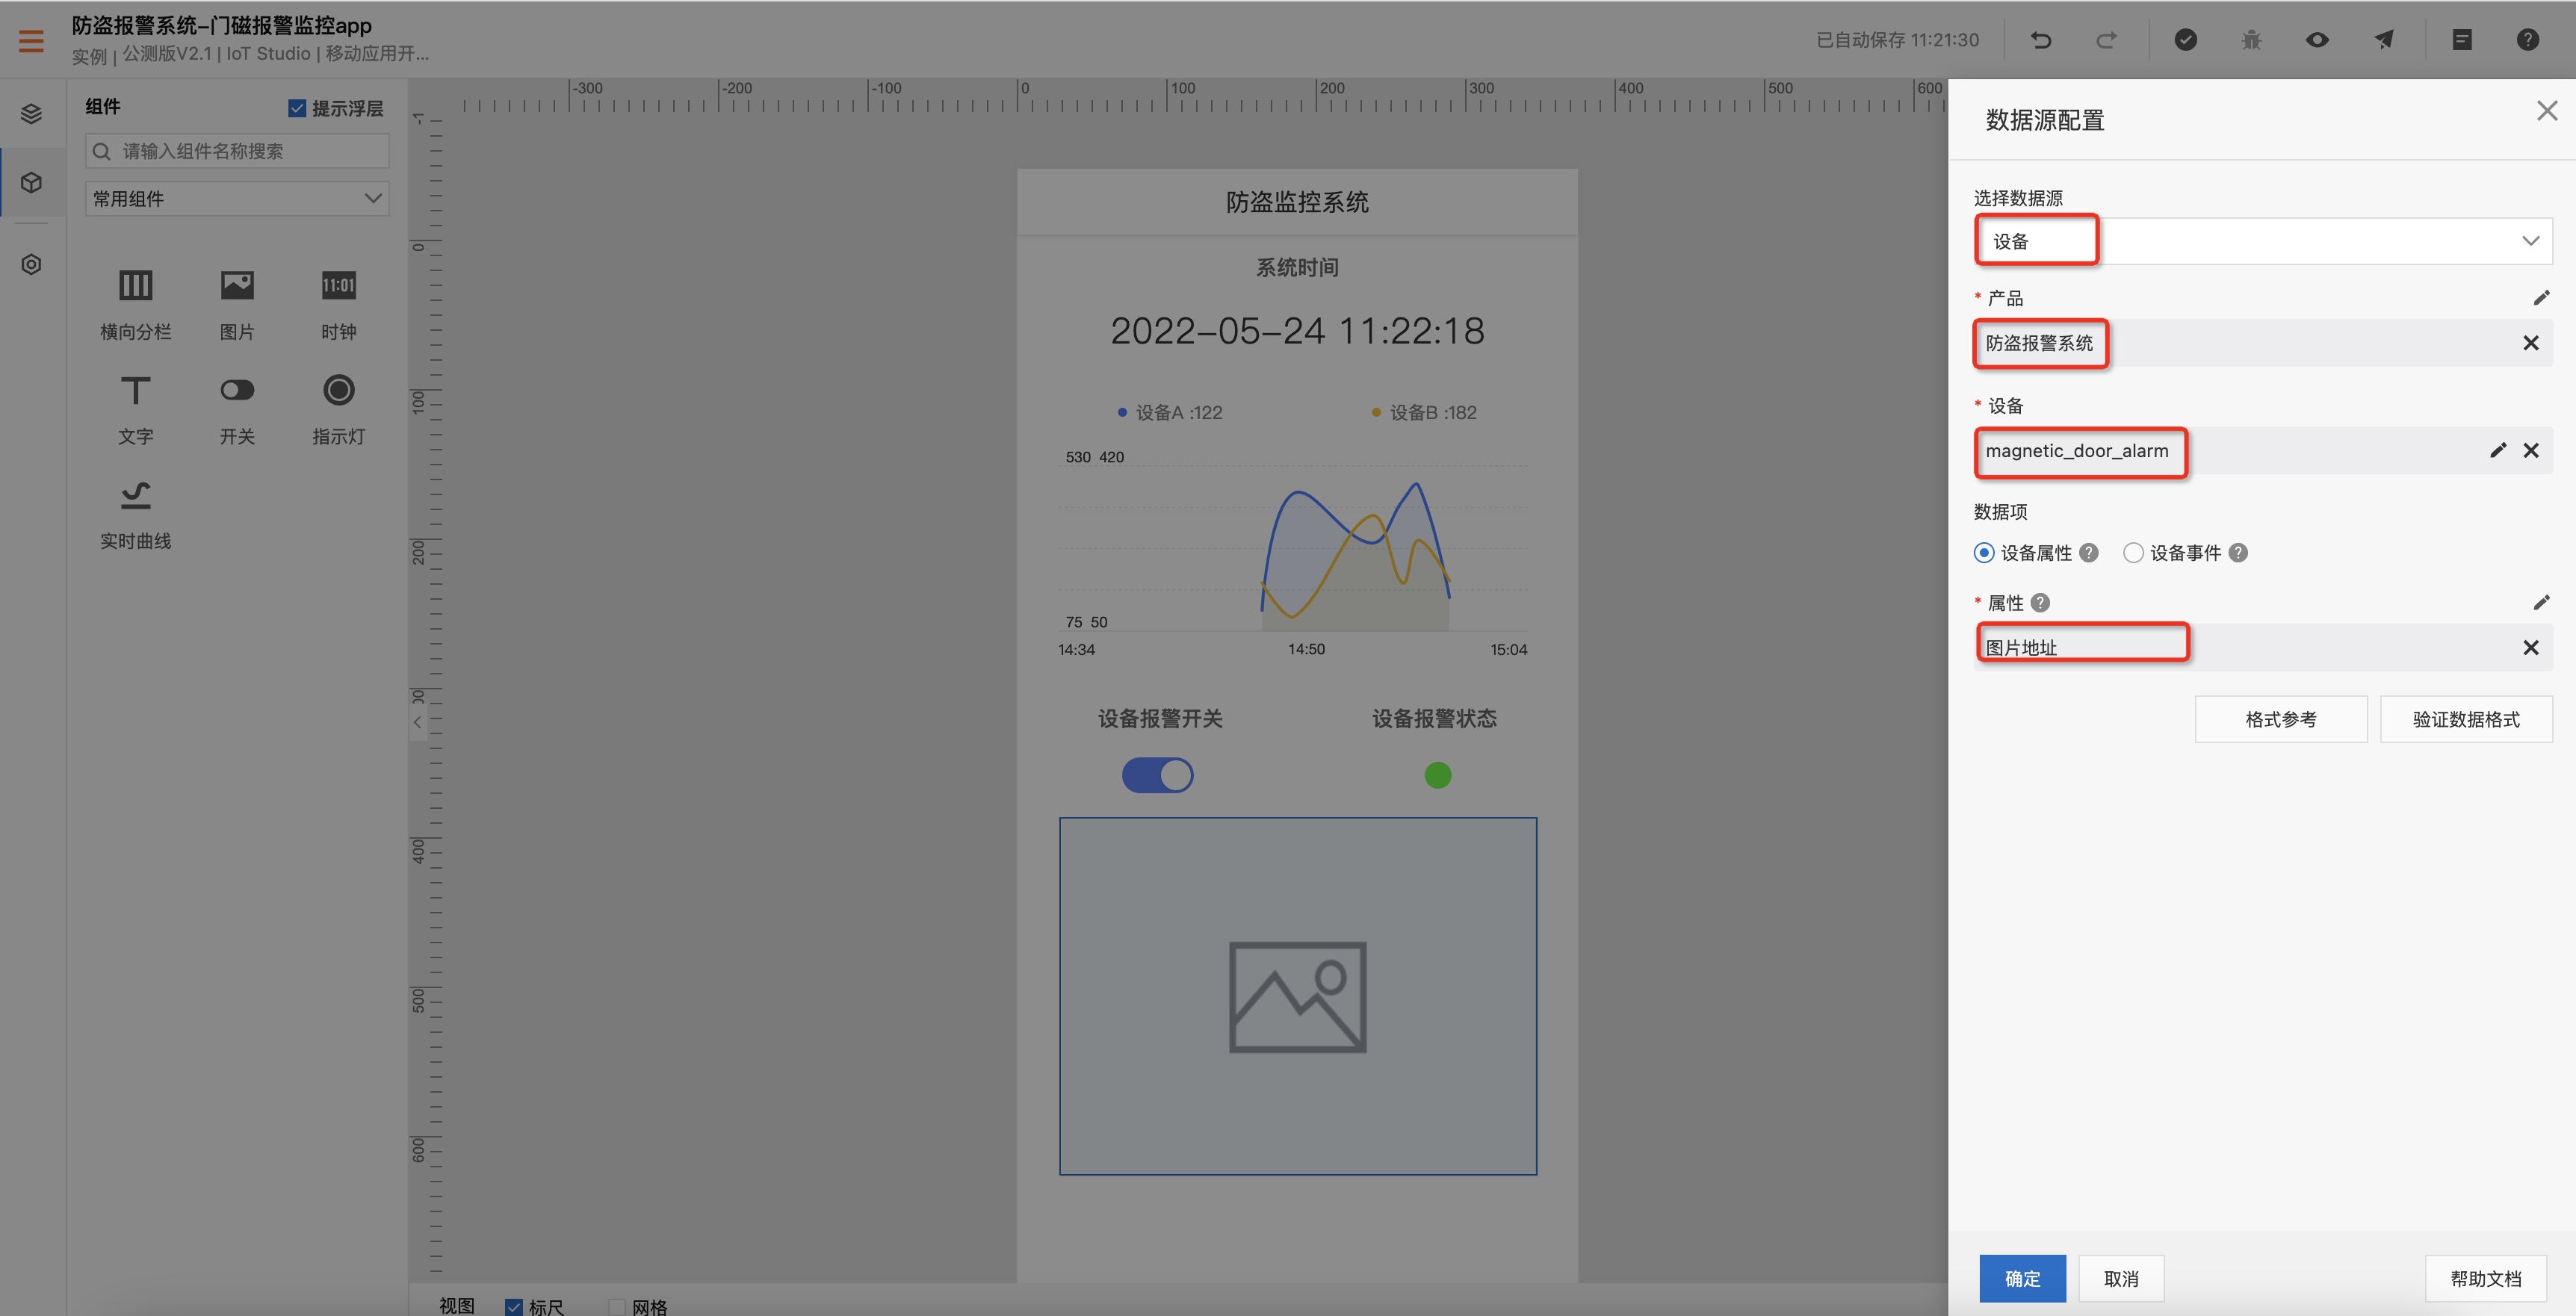 防盗报警系统-门磁报警监控app
实例 | 公测版V2.1 | IoT Studio | 移动应用开...
已自动保存 11:21:30
组件
提示浮层
请输入组件名称搜索
常用组件
横向分栏
图片
11:01
时钟
文字
开关
指示灯
实时曲线
-300 -200 -100 0 100 200 300 400 500 600
-1
0
100
200
00
400
500
600
防盗监控系统
系统时间
2022-05-24 11:22:18
设备A :122 设备B :182
530 420
75 50
14:34 14:50 15:04
设备报警开关 设备报警状态
视图 标尺 网格
数据源配置
选择数据源
设备
* 产品
防盗报警系统
* 设备
magnetic_door_alarm
数据项
设备属性 ? 设备事件 ?
* 属性 ?
图片地址
格式参考 验证数据格式
确定 取消 帮助文档